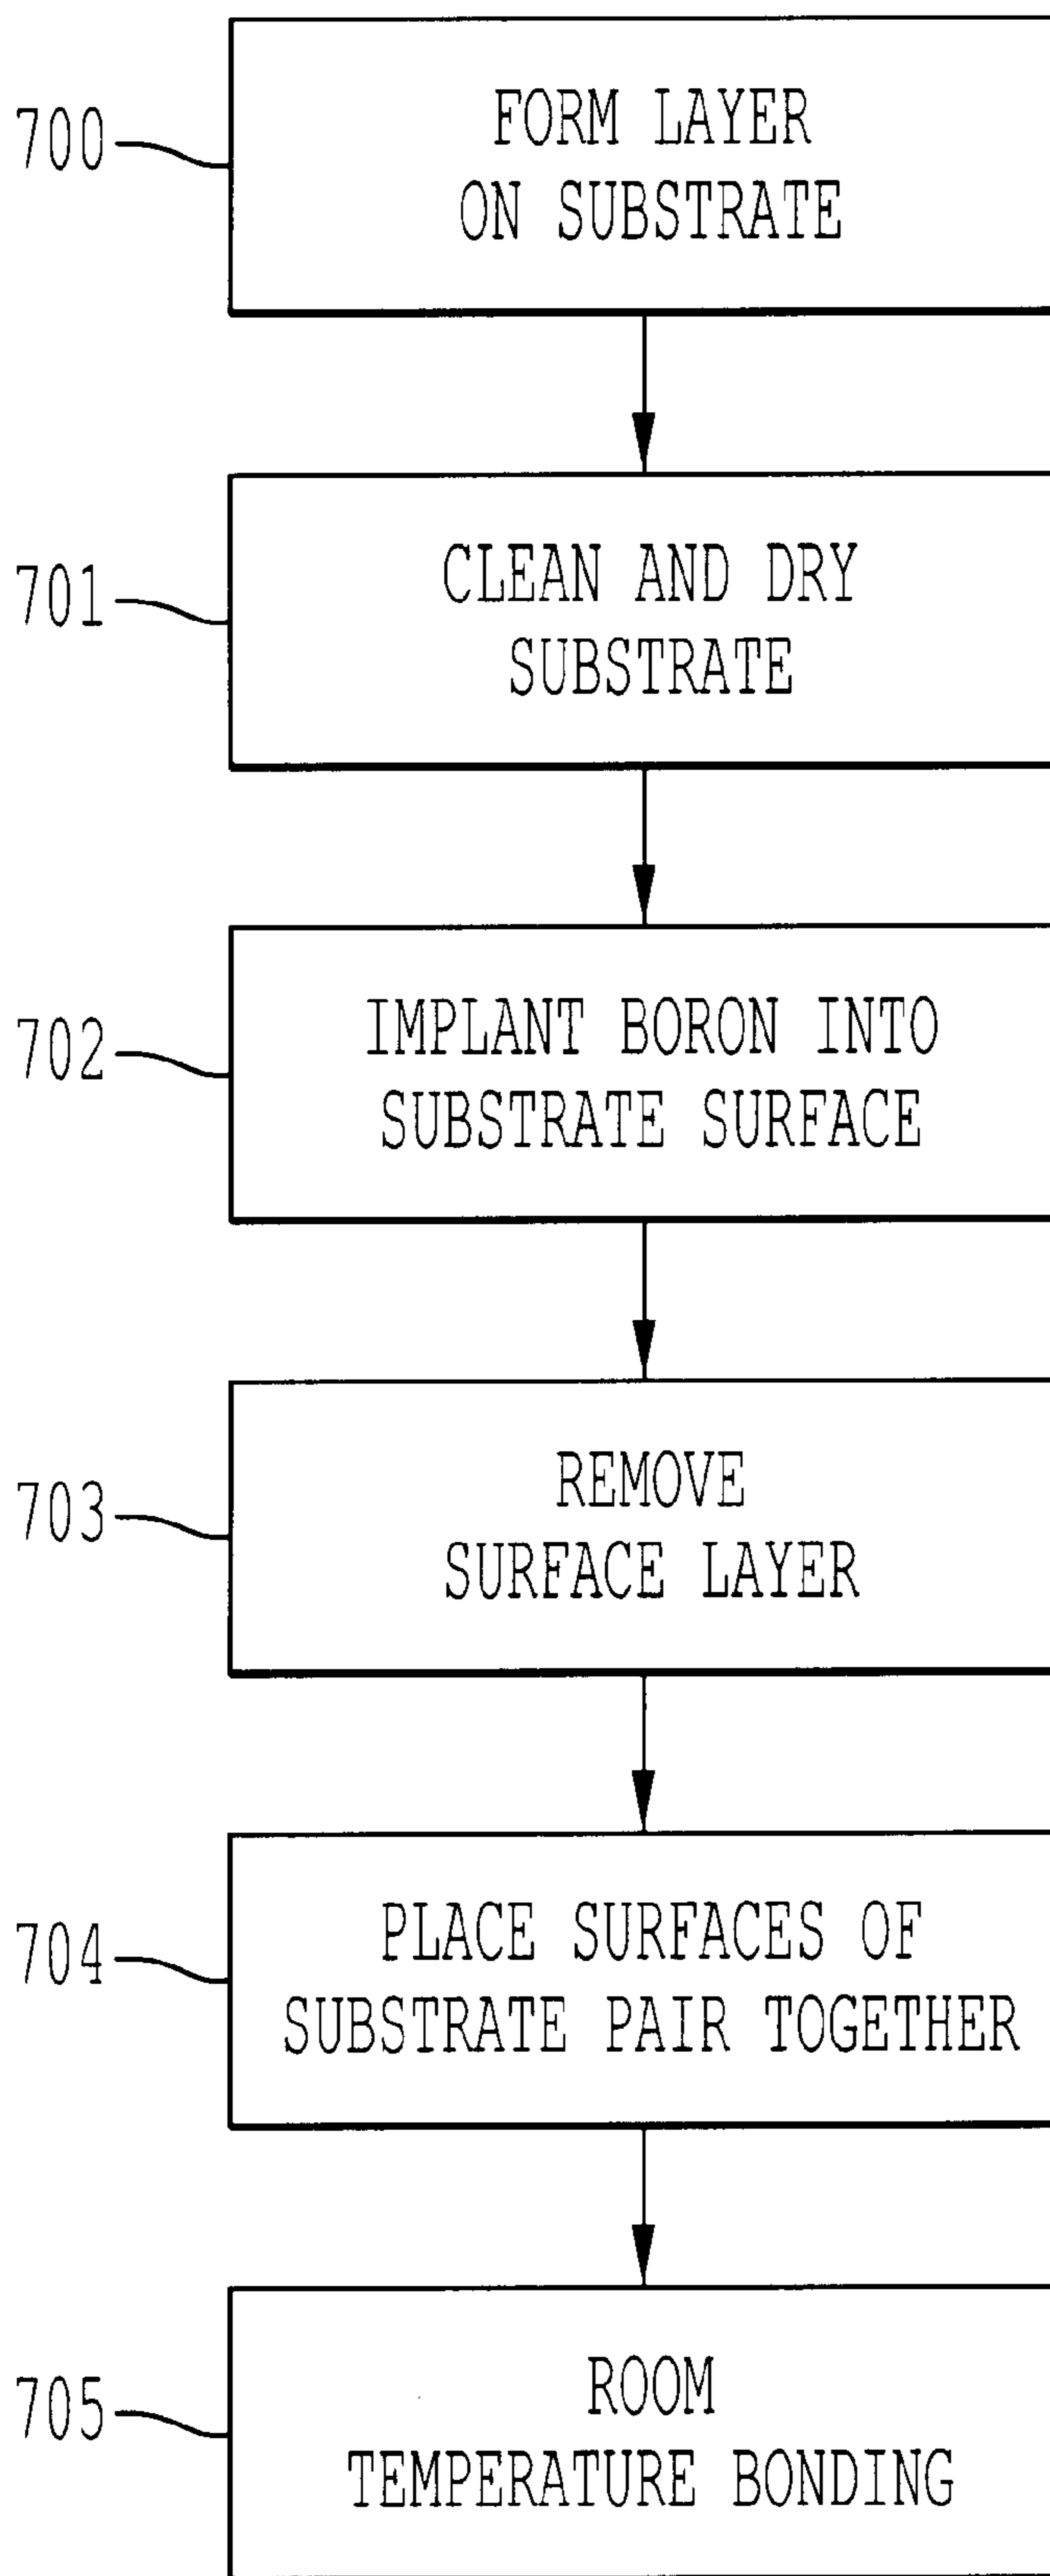 700
FORM LAYER
ON SUBSTRATE
701
CLEAN AND DRY
SUBSTRATE
702
IMPLANT BORON INTO
SUBSTRATE SURFACE
703
REMOVE
SURFACE LAYER
704
PLACE SURFACES OF
SUBSTRATE PAIR TOGETHER
705
ROOM
TEMPERATURE BONDING